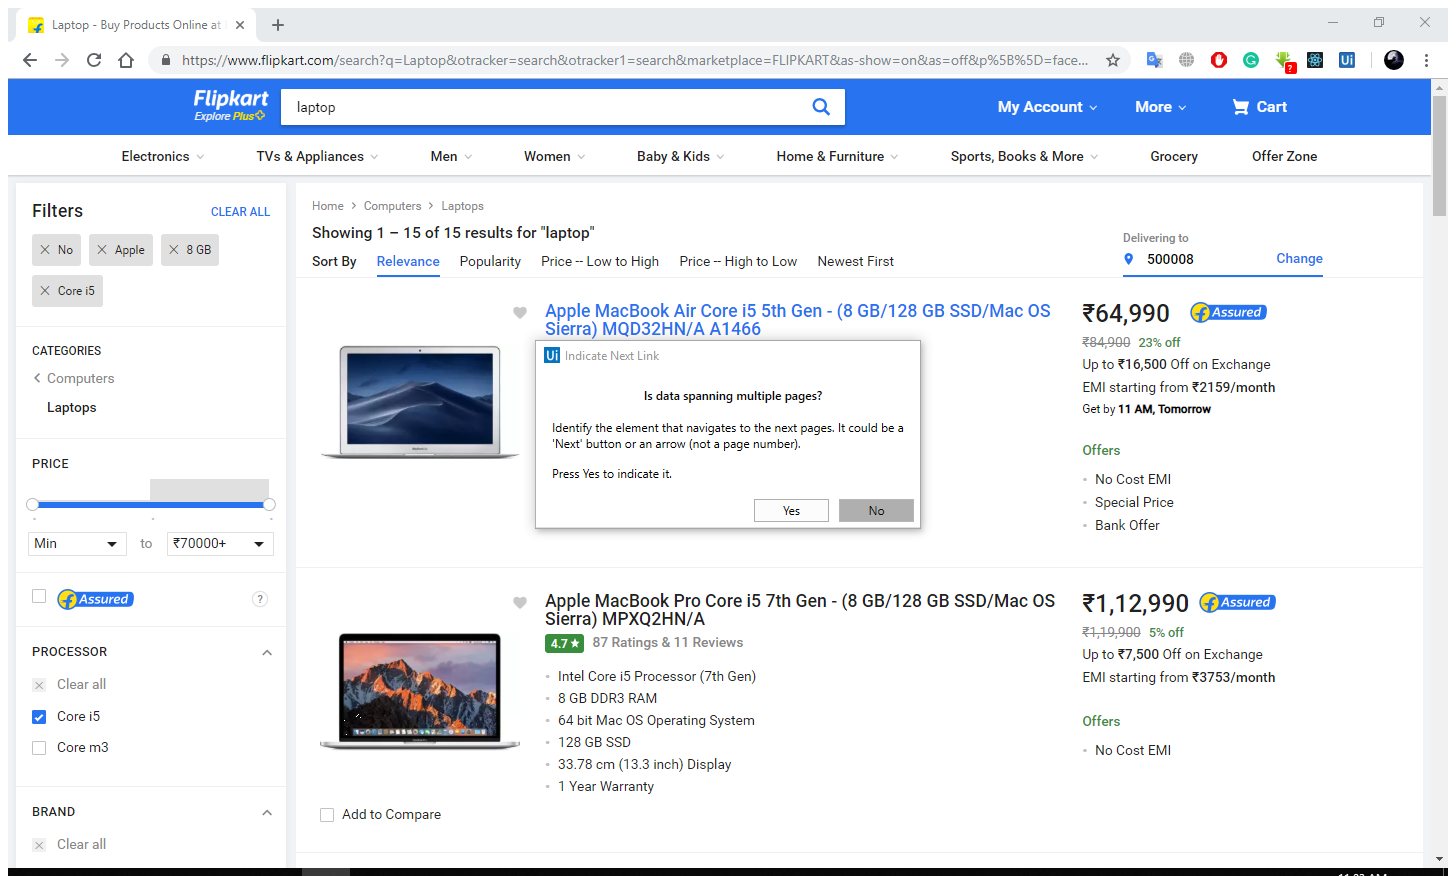 Laptop - Buy Products Online at
https://www.flipkart.com/search?q=Laptop&otracker=search&otracker1=search&marketplace=FLIPKART&as-show=on&as=off&p%5B%5D=face...
?
Ui
Flipkart
Explore Plus
laptop
My Account
More
Cart
Electronics
TVs & Appliances
Men
Women
Baby & Kids
Home & Furniture
Sports, Books & More
Grocery
Offer Zone
Filters
CLEAR ALL
No
Apple
8 GB
Core i5
CATEGORIES
Computers
Laptops
PRICE
Min
to
₹70000+
Assured
?
PROCESSOR
Clear all
Core i5
Core m3
BRAND
Clear all
Home
Computers
Laptops
Showing 1 – 15 of 15 results for "laptop"
Sort By
Relevance
Popularity
Price -- Low to High
Price -- High to Low
Newest First
Delivering to
500008
Change
Apple MacBook Air Core i5 5th Gen - (8 GB/128 GB SSD/Mac OS
Sierra) MQD32HN/A A1466
₹64,990
Assured
₹84,900 23% off
Up to ₹16,500 Off on Exchange
EMI starting from ₹2159/month
Get by 11 AM, Tomorrow
Offers
No Cost EMI
Special Price
Bank Offer
Ui Indicate Next Link
Is data spanning multiple pages?
Identify the element that navigates to the next pages. It could be a
'Next' button or an arrow (not a page number).
Press Yes to indicate it.
Yes
No
Apple MacBook Pro Core i5 7th Gen - (8 GB/128 GB SSD/Mac OS
Sierra) MPXQ2HN/A
4.7★ 87 Ratings & 11 Reviews
Intel Core i5 Processor (7th Gen)
8 GB DDR3 RAM
64 bit Mac OS Operating System
128 GB SSD
33.78 cm (13.3 inch) Display
1 Year Warranty
Add to Compare
₹1,12,990
Assured
₹1,19,900 5% off
Up to ₹7,500 Off on Exchange
EMI starting from ₹3753/month
Offers
No Cost EMI